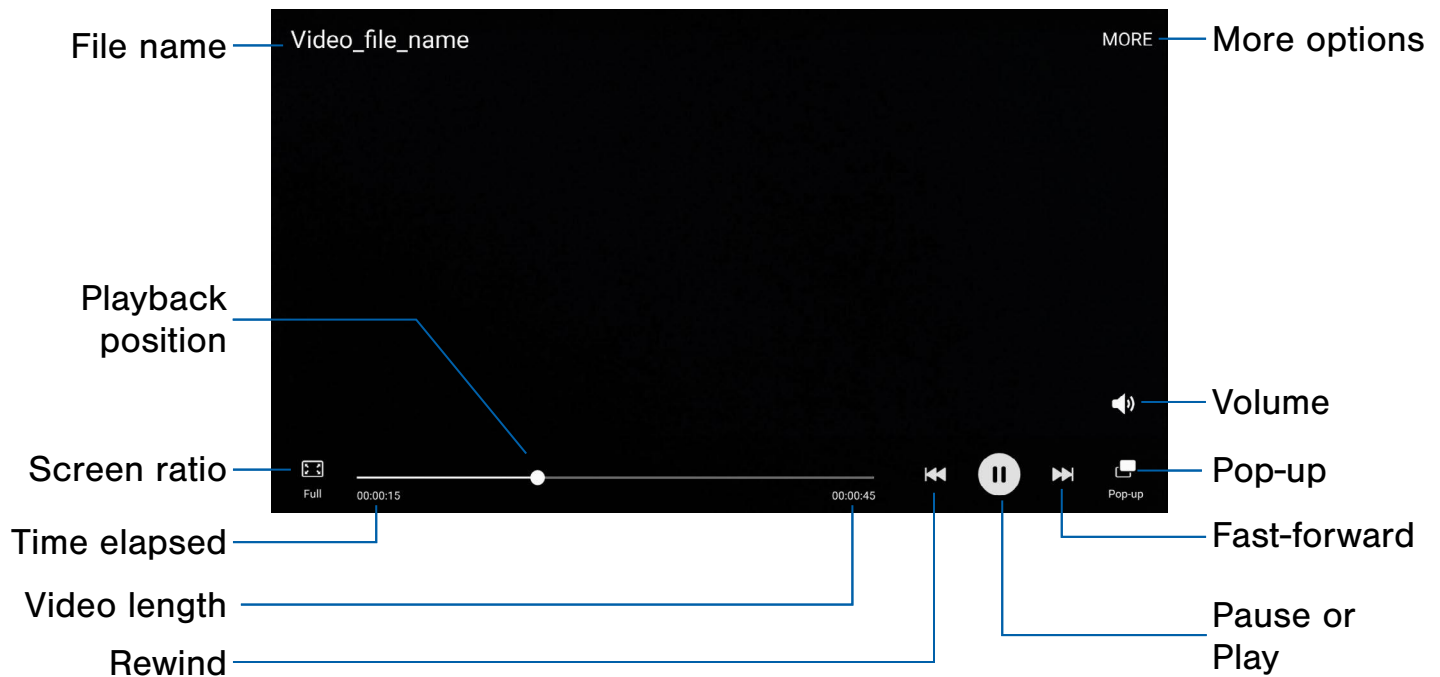 File name
Video_file_name
MORE
More options
Playback
position
Volume
Screen ratio
Full
00:00:15
00:00:45
Pop-up
Pop-up
Time elapsed
Fast-forward
Video length
Pause or
Play
Rewind